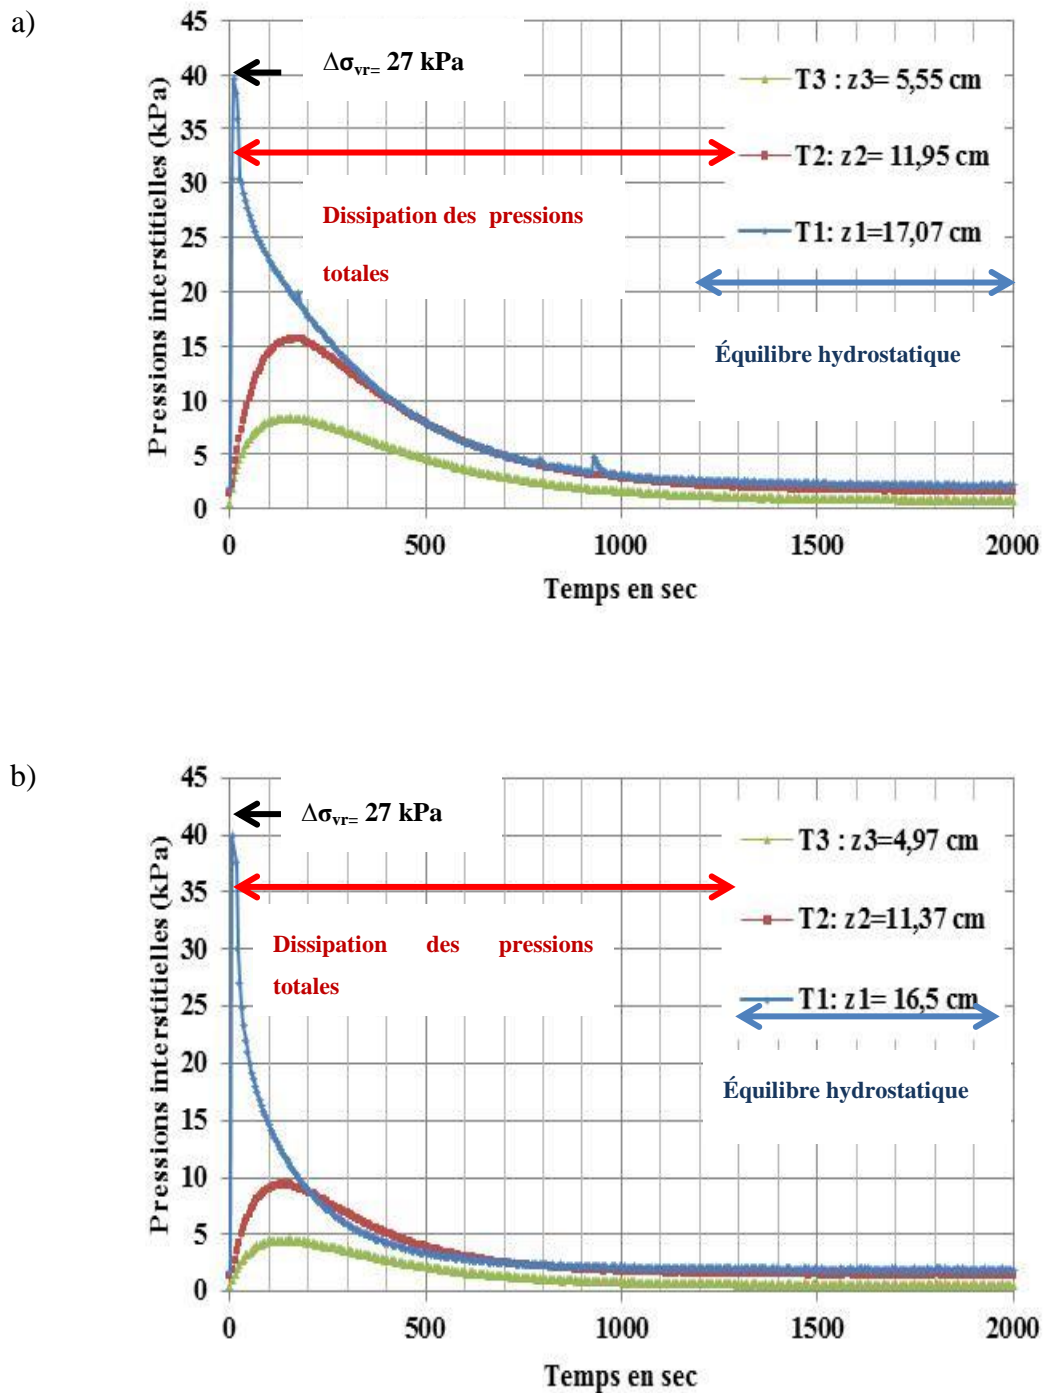 a)
45
40
35
30
25
20
15
10
5
0
Pressions interstitielles (kPa)
Δσvr= 27 kPa
T3 : z3= 5,55 cm
T2: z2= 11,95 cm
T1: z1=17,07 cm
Dissipation des pressions
totales
Équilibre hydrostatique
0 500 1000 1500 2000
Temps en sec
b)
45
40
35
30
25
20
15
10
5
0
Pressions interstitielles (kPa)
Δσvr= 27 kPa
T3 : z3=4,97 cm
T2: z2=11,37 cm
T1: z1= 16,5 cm
Dissipation des pressions
totales
Équilibre hydrostatique
0 500 1000 1500 2000
Temps en sec